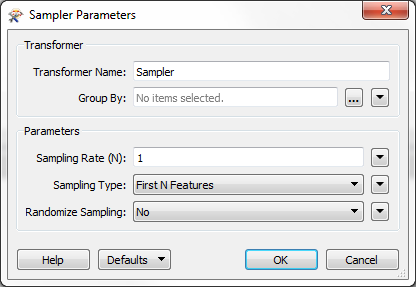 Sampler Parameters
Transformer
Transformer Name: Sampler
Group By: No items selected. ...
Parameters
Sampling Rate (N): 1
Sampling Type: First N Features
Randomize Sampling: No
Help Defaults OK Cancel